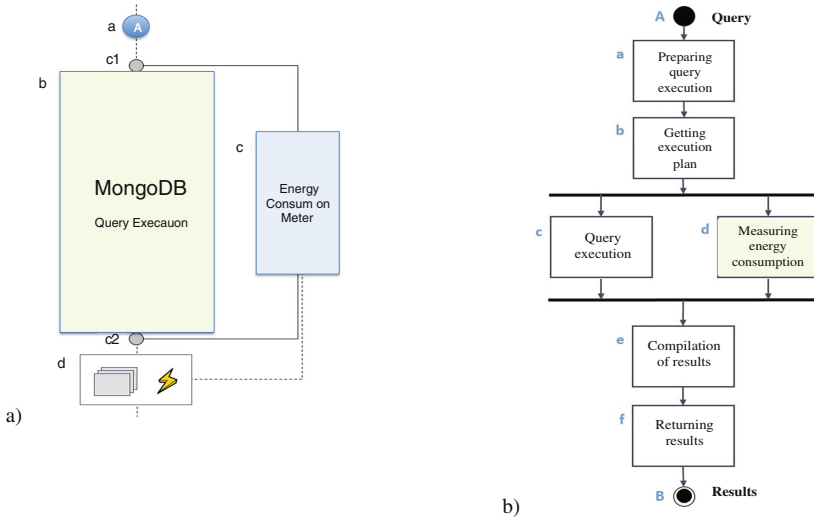 a
A
c1
b
MongoDB
Query Execauon
c
Energy
Consum on
Meter
c2
d
a)
A
Query
a
Preparing
query
execution
b
Getting
execution
plan
c
Query
execution
d
Measuring
energy
consumption
e
Compilation
of results
f
Returning
results
B
Results
b)